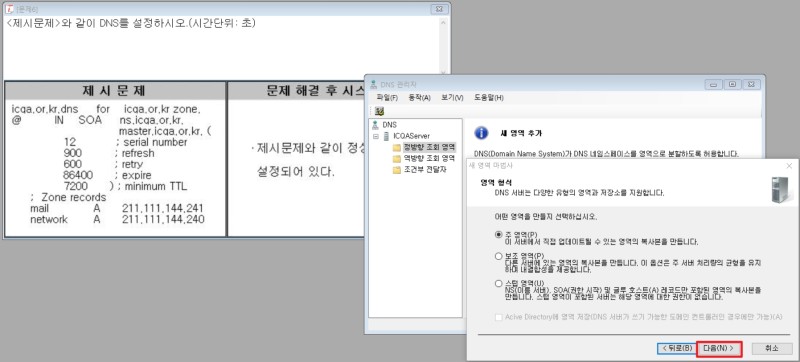 [문제6]
<제시문제>와 같이 DNS를 설정하시오.(시간단위: 초)
제 시 문 제
문제 해결 후 시스
icqa.or.kr.dns for icqa.or.kr zone.
@ IN SOA ns.icqa.or.kr.
master.icqa.or.kr. (
12 ; serial number
900 ; refresh
600 ; retry
86400 ; expire
7200 ) ; minimum TTL
; Zone records
mail A 211.111.144.241
network A 211.111.144.240
·제시문제와 같이 정상
설정되어 있다.
DNS 관리자
파일(F) 동작(A) 보기(V) 도움말(H)
DNS
ICQAServer
정방향 조회 영역
역방향 조회 영역
조건부 전달자
새 영역 추가
DNS(Domain Name System)가 DNS 네임스페이스를 영역으로 분할하도록 허용합니다.
새 영역 마법사
영역 형식
DNS 서버는 다양한 유형의 영역과 저장소를 지원합니다.
어떤 영역을 만들지 선택하십시오.
주 영역(P)
이 서버에서 직접 업데이트될 수 있는 영역의 복사본을 만듭니다.
보조 영역(P)
다른 서버에 있는 영역의 복사본을 만듭니다. 이 옵션은 주 서버 처리량의 균형을 유지
하며 내결함성을 제공합니다.
스텁 영역(U)
NS(이름 서버), SOA(권한 시작) 및 글루 호스트(A) 레코드만 포함된 영역의 복사본을
만듭니다. 스텁 영역이 포함된 서버는 해당 영역에 대한 권한이 없습니다.
Active Directory에 영역 저장(DNS 서버가 쓰기 가능한 도메인 컨트롤러인 경우에만 가능)(A)
< 뒤로(B) 다음(N) > 취소